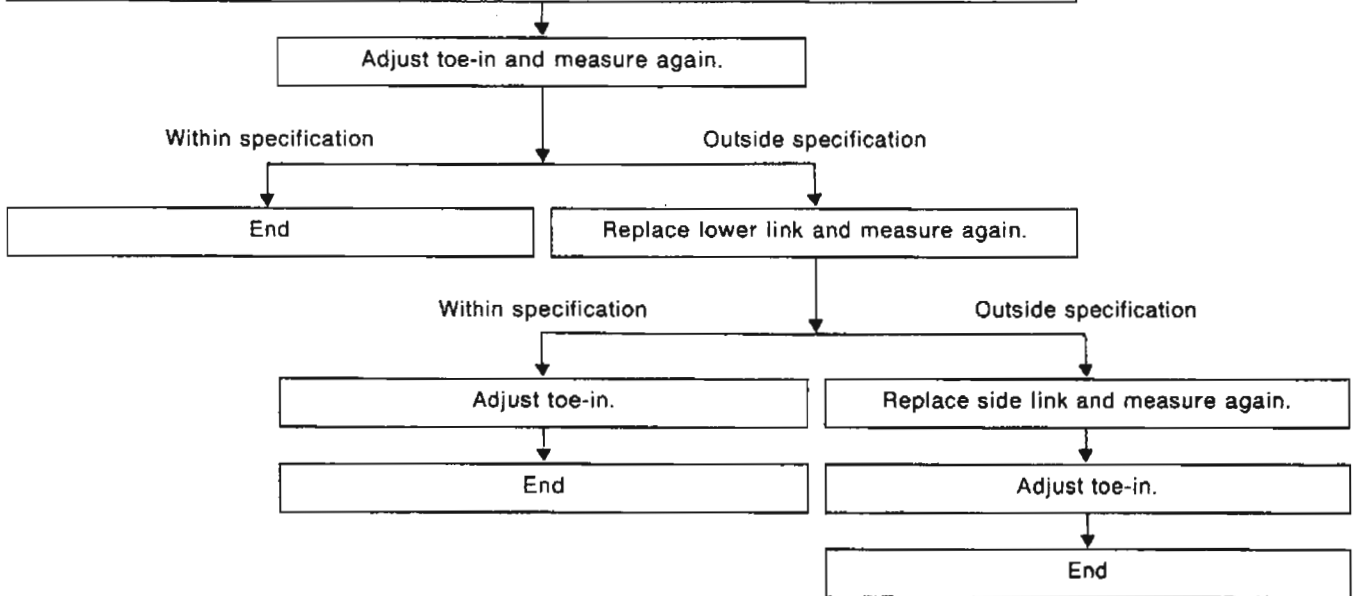 Adjust toe-in and measure again.
Within specification
Outside specification
End
Replace lower link and measure again.
Within specification
Outside specification
Adjust toe-in.
Replace side link and measure again.
End
Adjust toe-in.
End